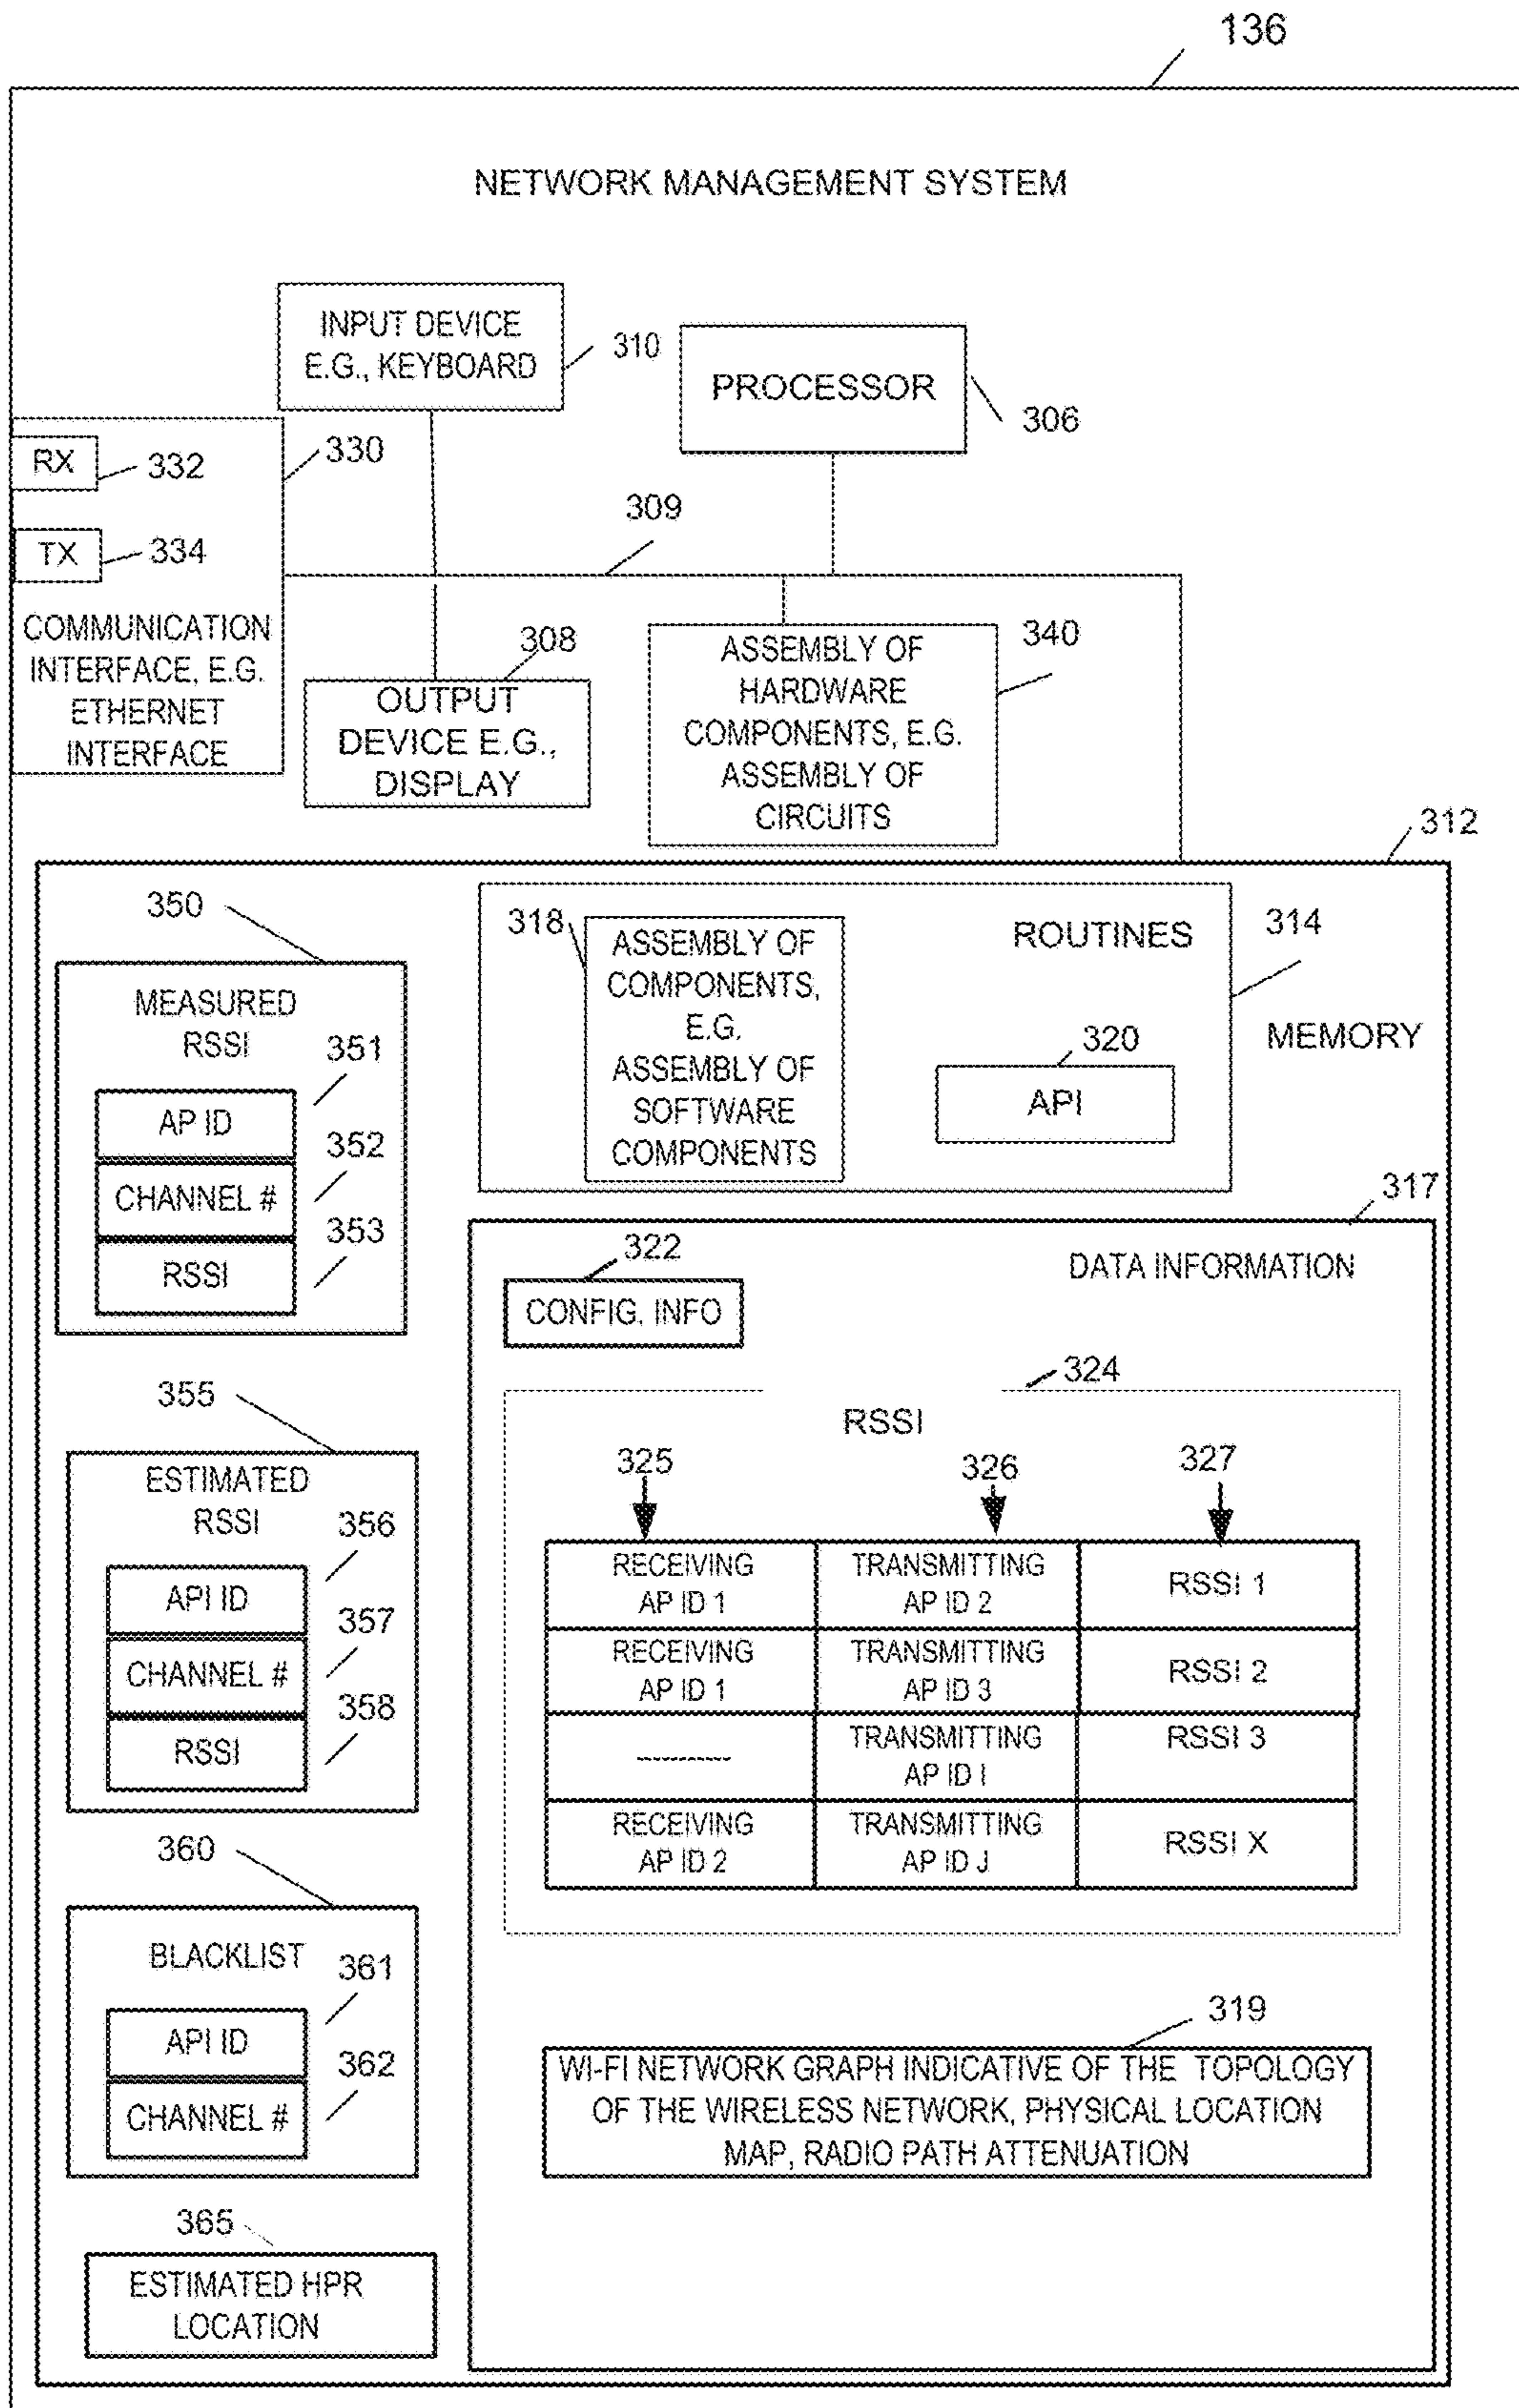 136
NETWORK MANAGEMENT SYSTEM
INPUT DEVICE
E.G., KEYBOARD
310
PROCESSOR
306
RX
332
330
TX
334
309
COMMUNICATION
INTERFACE, E.G.
ETHERNET
INTERFACE
308
OUTPUT
DEVICE E.G.,
DISPLAY
ASSEMBLY OF
HARDWARE
COMPONENTS, E.G.
ASSEMBLY OF
CIRCUITS
340
312
350
MEASURED
RSSI
351
AP ID
352
CHANNEL #
353
RSSI
318
ASSEMBLY OF
COMPONENTS,
E.G.
ASSEMBLY OF
SOFTWARE
COMPONENTS
ROUTINES
314
320
API
MEMORY
317
322
CONFIG, INFO
DATA INFORMATION
355
ESTIMATED
RSSI
356
API ID
357
CHANNEL #
358
RSSI
324
RSSI
325
326
327
RECEIVING
AP ID 1
TRANSMITTING
AP ID 2
RSSI 1
RECEIVING
AP ID 1
TRANSMITTING
AP ID 3
RSSI 2
-----------
TRANSMITTING
AP ID I
RSSI 3
RECEIVING
AP ID 2
TRANSMITTING
AP ID J
RSSI X
360
BLACKLIST
361
API ID
362
CHANNEL #
319
WI-FI NETWORK GRAPH INDICATIVE OF THE TOPOLOGY
OF THE WIRELESS NETWORK, PHYSICAL LOCATION
MAP, RADIO PATH ATTENUATION
365
ESTIMATED HPR
LOCATION